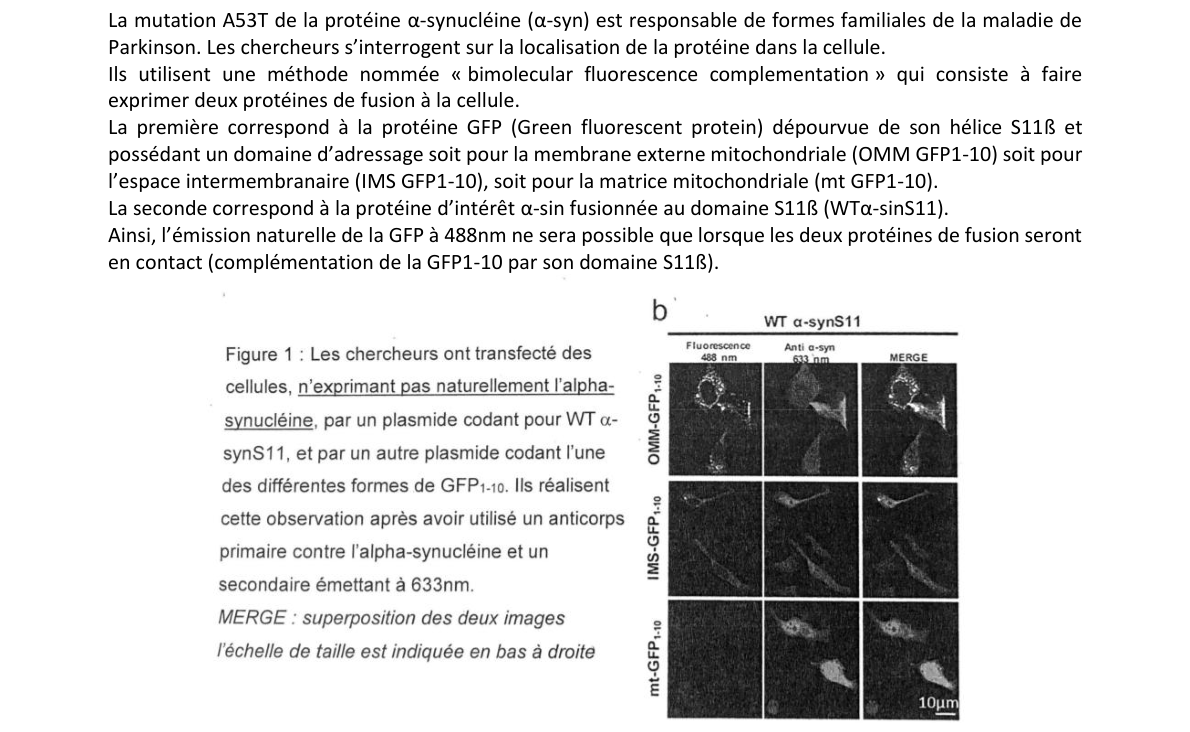 La mutation A53T de la protéine α-synucléine (α-syn) est responsable de formes familiales de la maladie de
Parkinson. Les chercheurs s’interrogent sur la localisation de la protéine dans la cellule.
Ils utilisent une méthode nommée « bimolecular fluorescence complementation » qui consiste à faire
exprimer deux protéines de fusion à la cellule.
La première correspond à la protéine GFP (Green fluorescent protein) dépourvue de son hélice S11ß et
possédant un domaine d’adressage soit pour la membrane externe mitochondriale (OMM GFP1-10) soit pour
l’espace intermembranaire (IMS GFP1-10), soit pour la matrice mitochondriale (mt GFP1-10).
La seconde correspond à la protéine d’intérêt α-sin fusionnée au domaine S11ß (WTα-sinS11).
Ainsi, l’émission naturelle de la GFP à 488nm ne sera possible que lorsque les deux protéines de fusion seront
en contact (complémentation de la GFP1-10 par son domaine S11ß).
Figure 1 : Les chercheurs ont transfecté des
cellules, n’exprimant pas naturellement l’alpha-
synucléine, par un plasmide codant pour WT α-
synS11, et par un autre plasmide codant l’une
des différentes formes de GFP1-10. Ils réalisent
cette observation après avoir utilisé un anticorps
primaire contre l’alpha-synucléine et un
secondaire émettant à 633nm.
MERGE : superposition des deux images
l’échelle de taille est indiquée en bas à droite
b
WT α-synS11
Fluorescence
488 nm
Anti α-syn
633 nm
MERGE
OMM-GFP1-10
IMS-GFP1-10
mt-GFP1-10
10µm